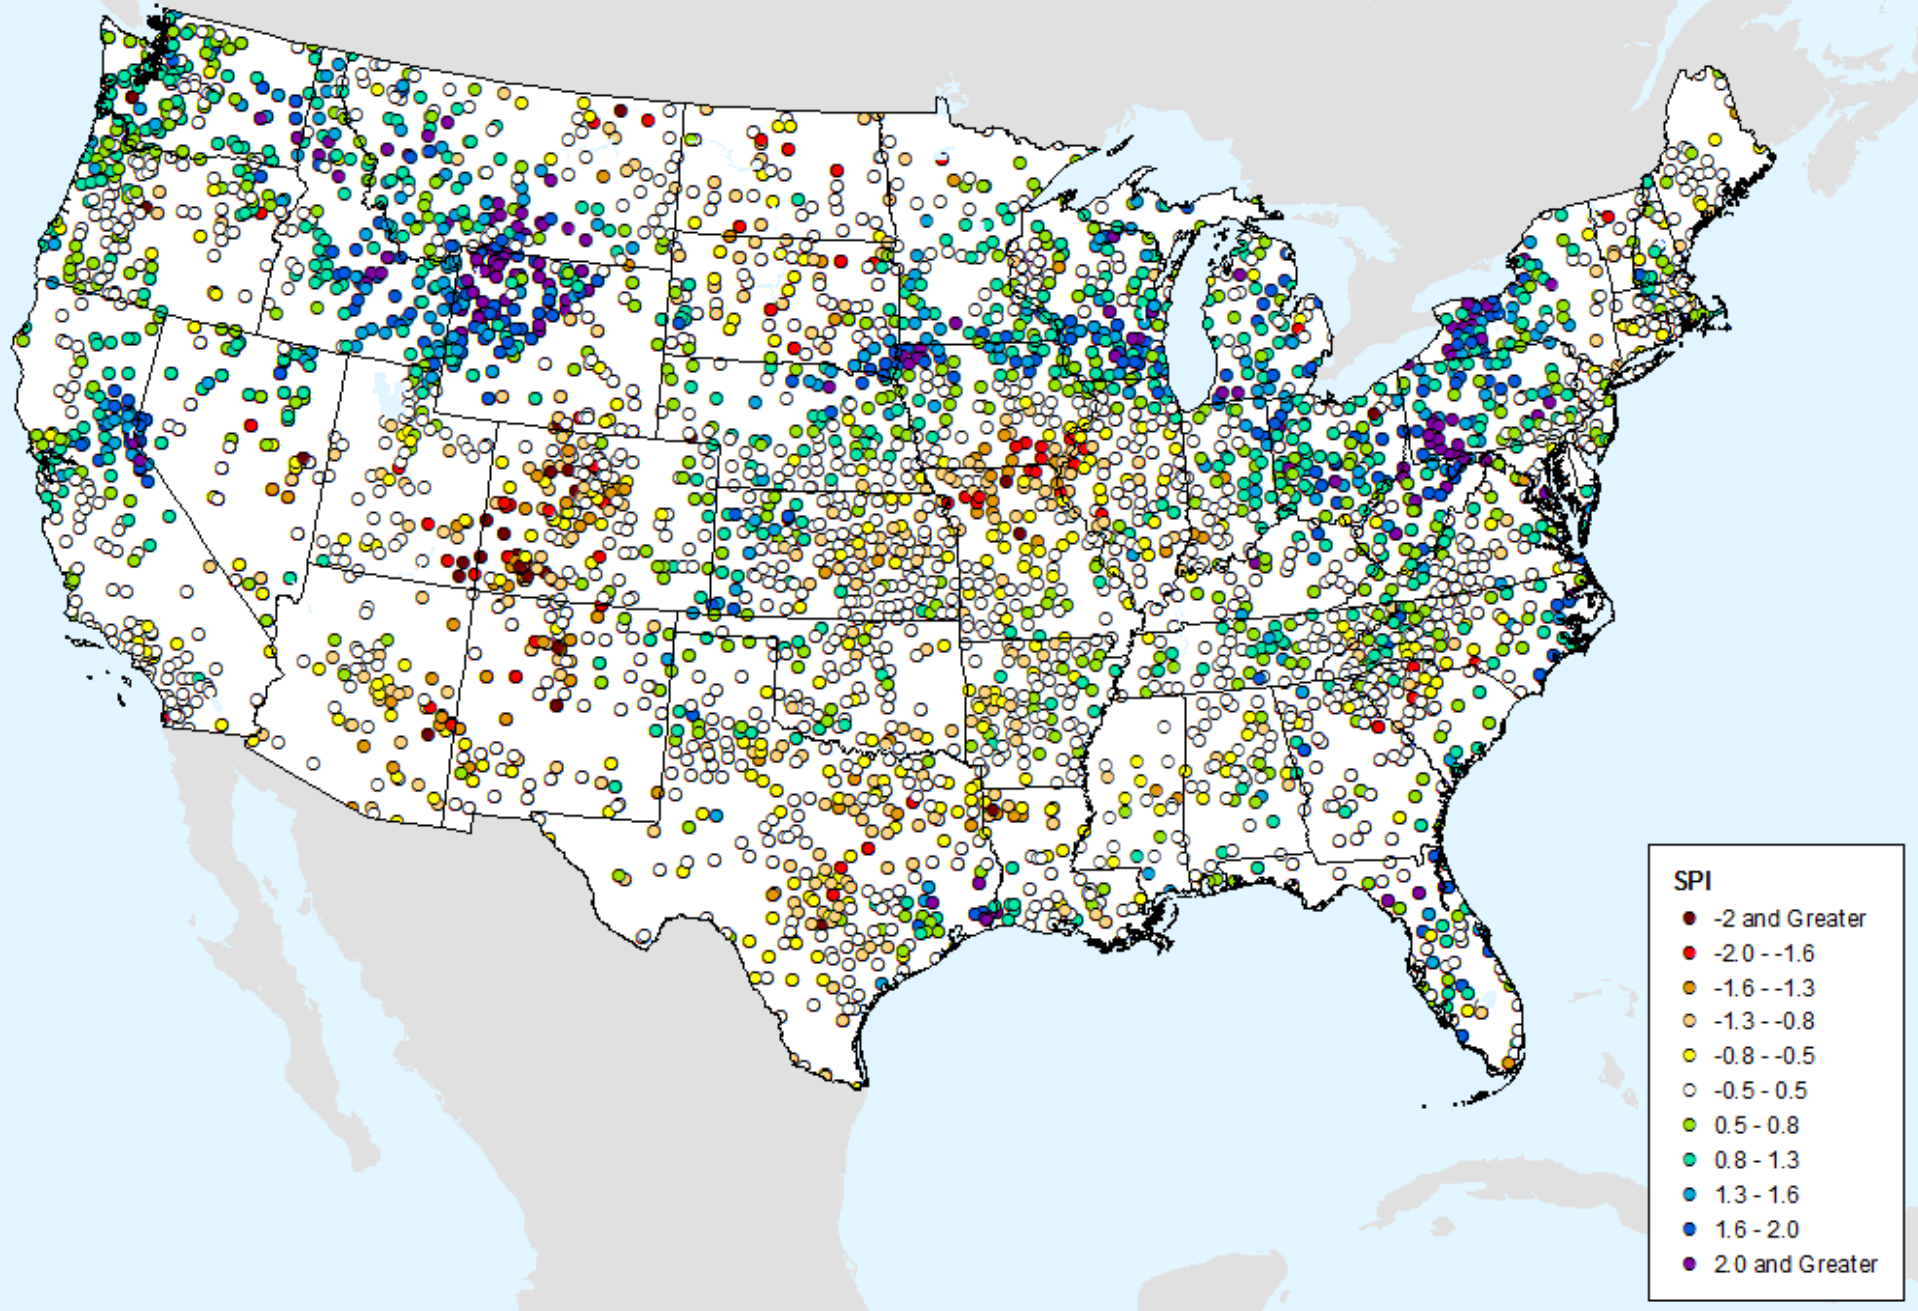 SPI
-2 and Greater
-2.0 - -1.6
-1.6 - -1.3
-1.3 - -0.8
-0.8 - -0.5
-0.5 - 0.5
0.5 - 0.8
0.8 - 1.3
1.3 - 1.6
1.6 - 2.0
2.0 and Greater